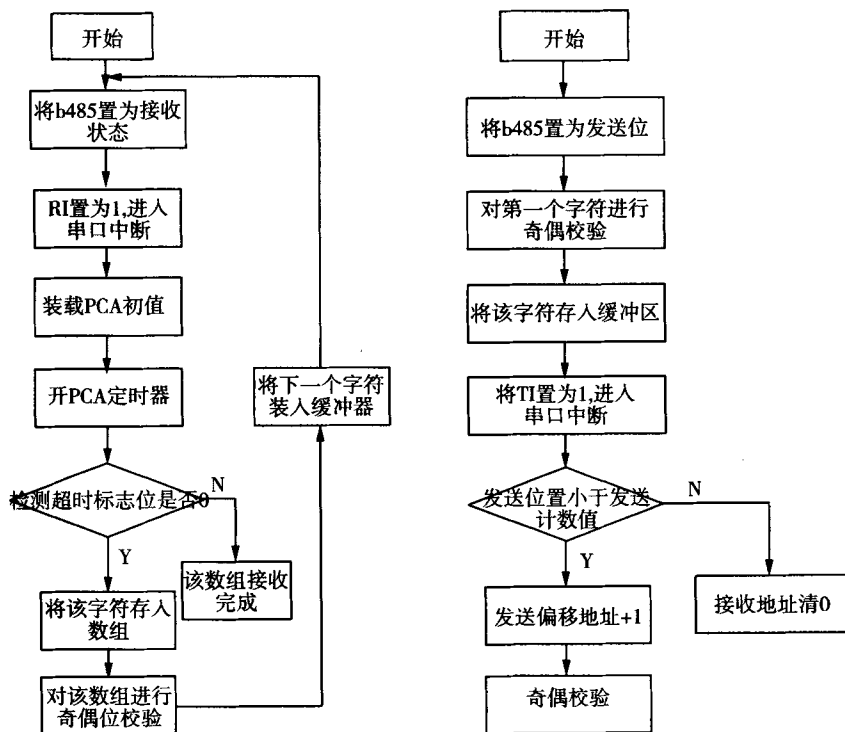 开始
将b485置为接收
状态
RI置为1,进入
串口中断
装载PCA初值
开PCA定时器
检测超时标志位是否0
N
Y
该数组接收
完成
将该字符存入
数组
对该数组进行
奇偶位校验
将下一个字符
装入缓冲器
开始
将b485置为发送位
对第一个字符进行
奇偶校验
将该字符存入缓冲区
将TI置为1,进入
串口中断
发送位置小于发送
计数值
N
Y
接收地址清0
发送偏移地址+1
奇偶校验